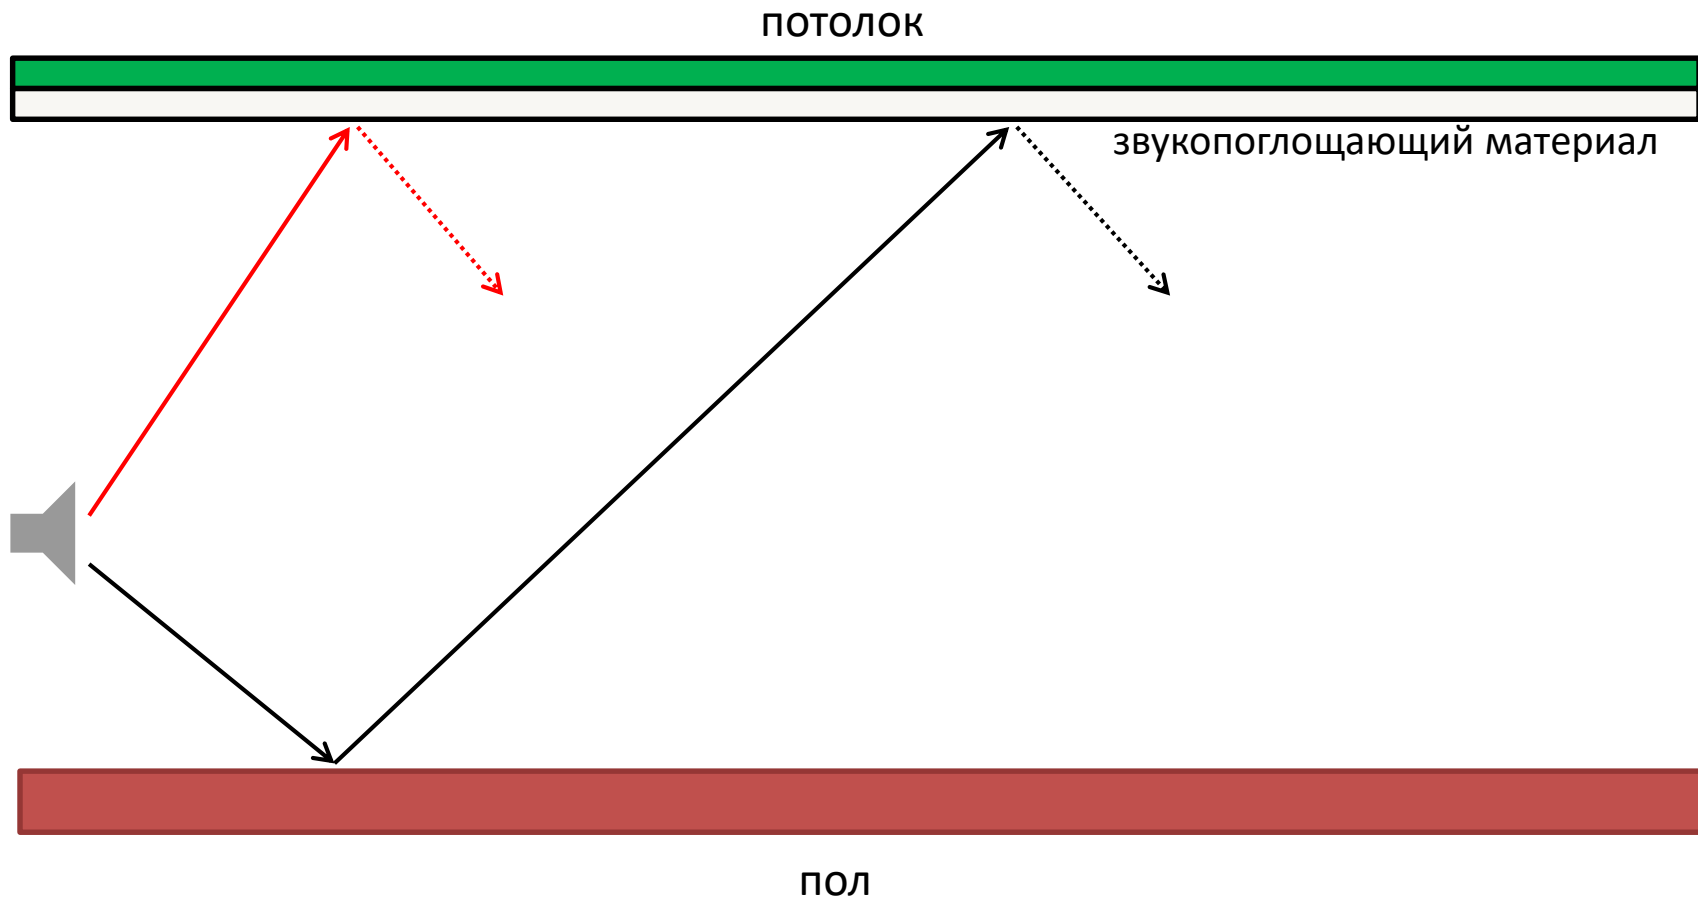 потолок
звукопоглощающий материал
пол